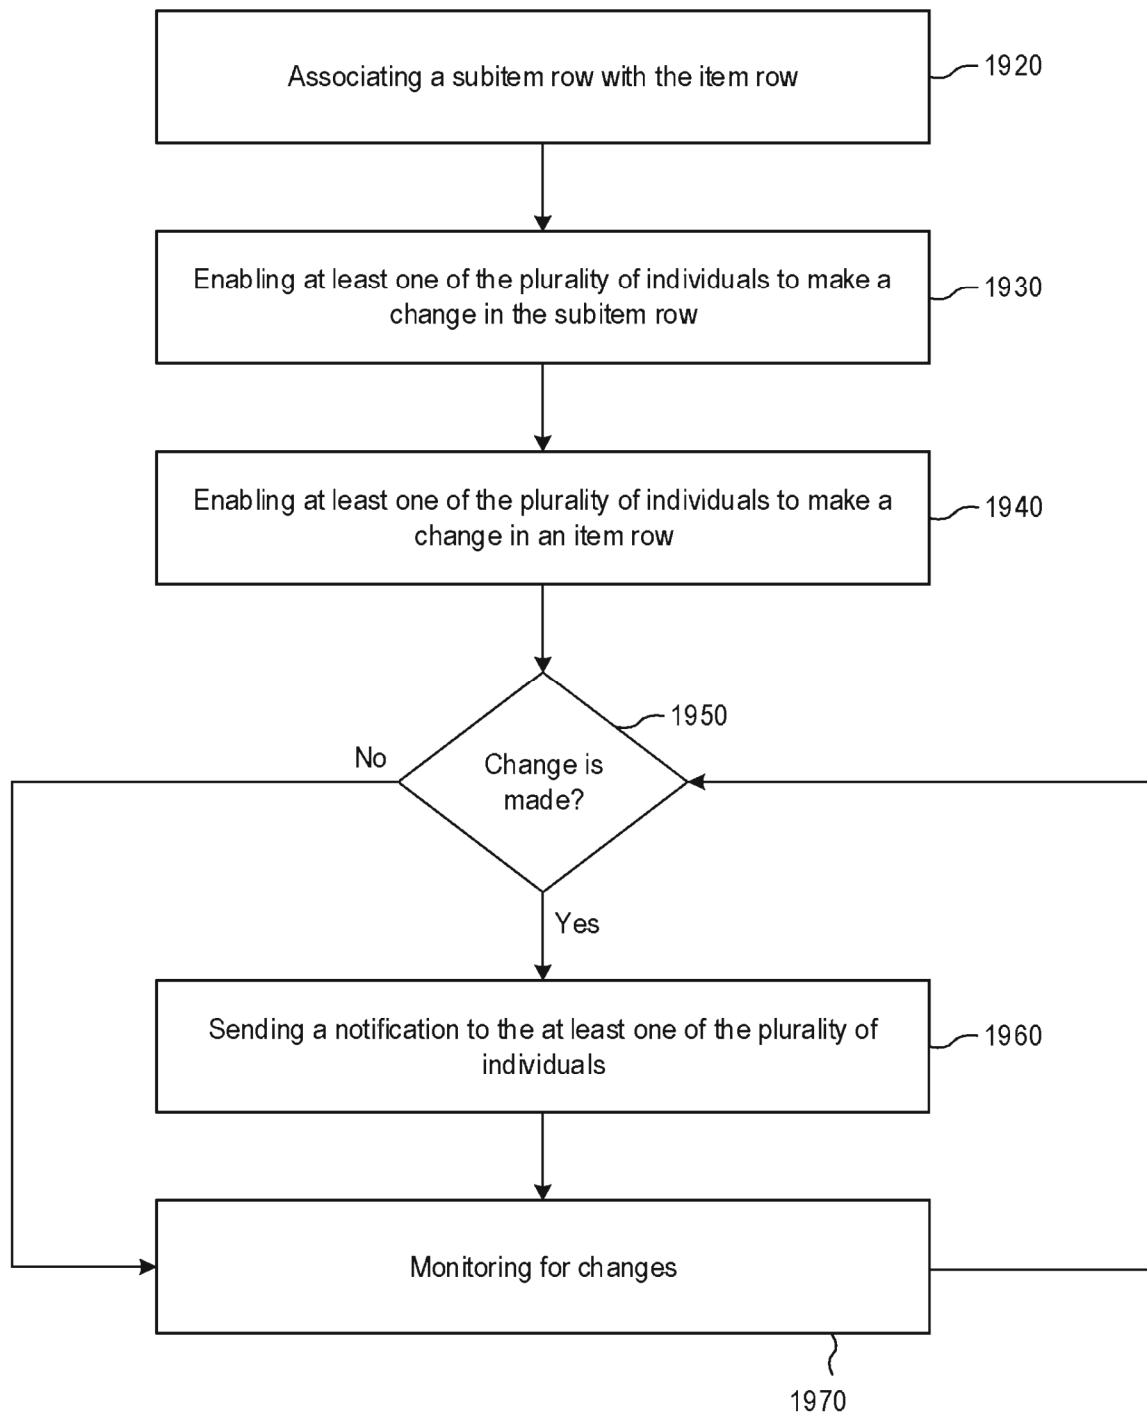 Associating a subitem row with the item row
1920
Enabling at least one of the plurality of individuals to make a
change in the subitem row
1930
Enabling at least one of the plurality of individuals to make a
change in an item row
1940
1950
No
Change is
made?
Yes
Sending a notification to the at least one of the plurality of
individuals
1960
Monitoring for changes
1970